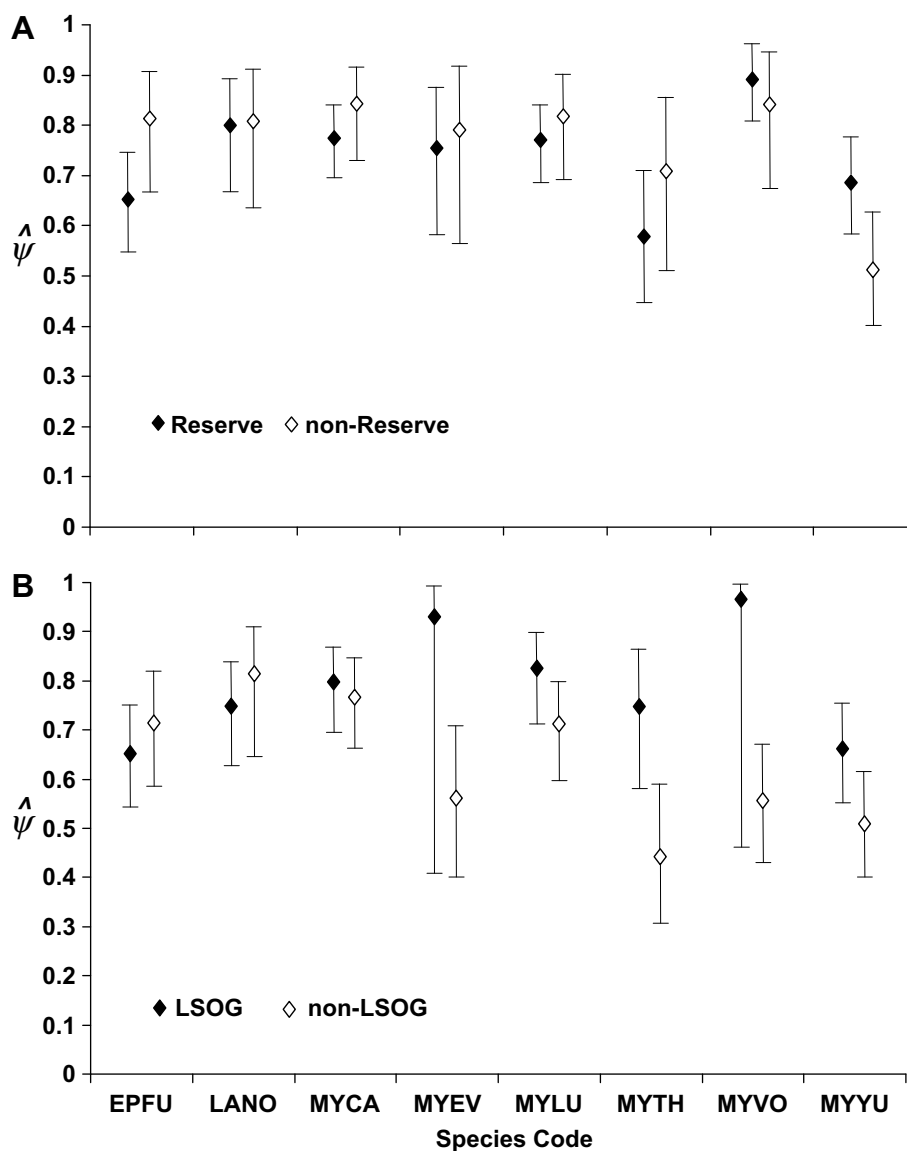 A
1
0.9
0.8
0.7
0.6
ψ̂
0.5
0.4
0.3
0.2
0.1
0
Reserve non-Reserve
B
1
0.9
0.8
0.7
0.6
ψ̂
0.5
0.4
0.3
0.2
0.1
0
LSOG non-LSOG
EPFU LANO MYCA MYEV MYLU MYTH MYVO MYYU
Species Code